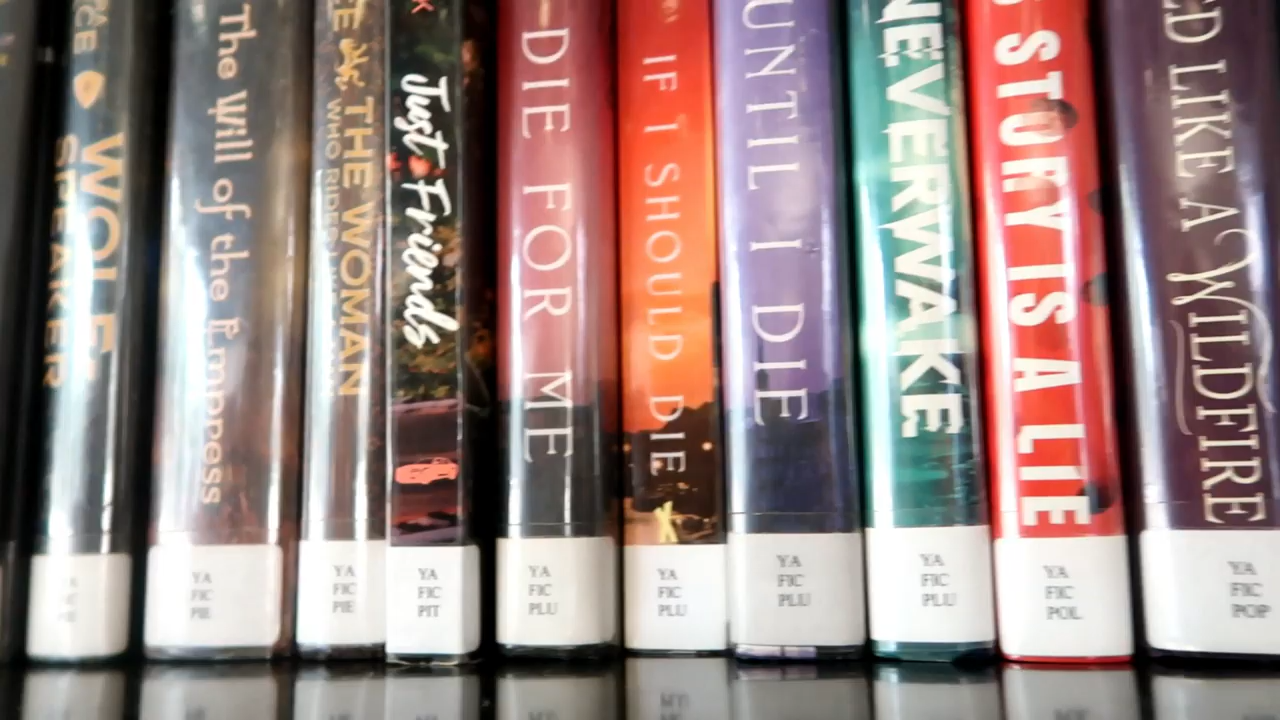 WOLF
SPEAKER
The Will of the Empress
THE WOMAN
WHO RIDES
Just Friends
DIE FOR ME
IF I SHOULD DIE
UNTIL I DIE
NEVERWAKE
STORY IS A LIE
LIKE A WILDFIRE
YA
FIC
PIE
YA
FIC
PIE
YA
FIC
PIT
YA
FIC
PLU
YA
FIC
PLU
YA
FIC
PLU
YA
FIC
PLU
YA
FIC
POL
YA
FIC
POP